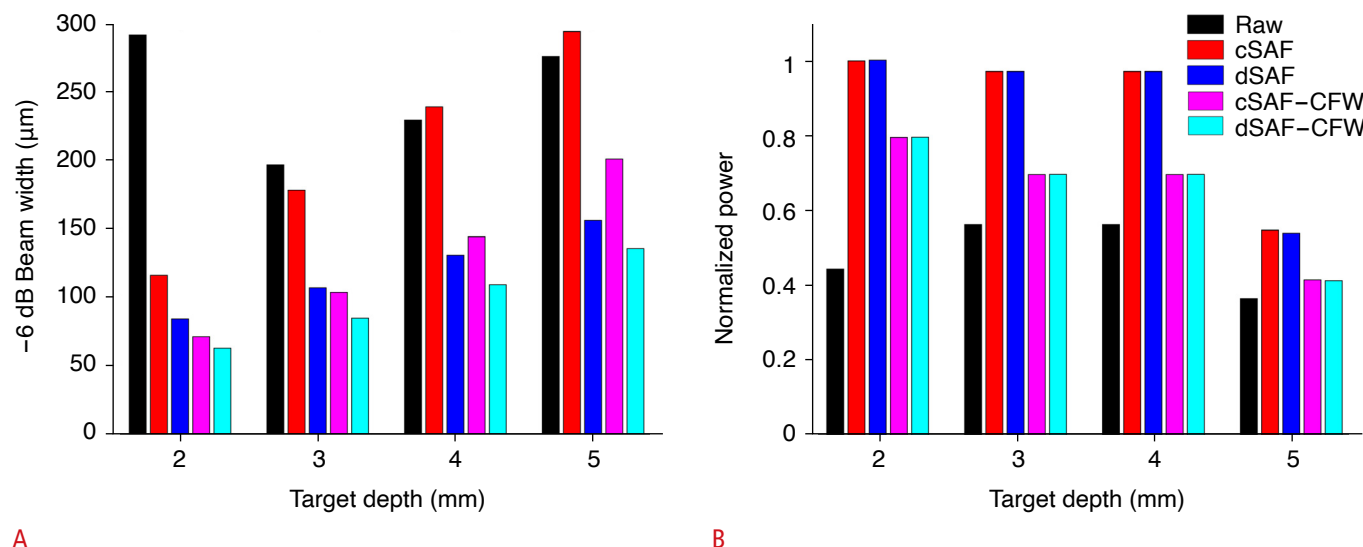 300
250
200
150
100
50
0
−6 dB Beam width (µm)
2 3 4 5
Target depth (mm)
A
Raw
cSAF
dSAF
cSAF−CFW
dSAF−CFW
1
0.8
0.6
0.4
0.2
0
Normalized power
2 3 4 5
Target depth (mm)
B